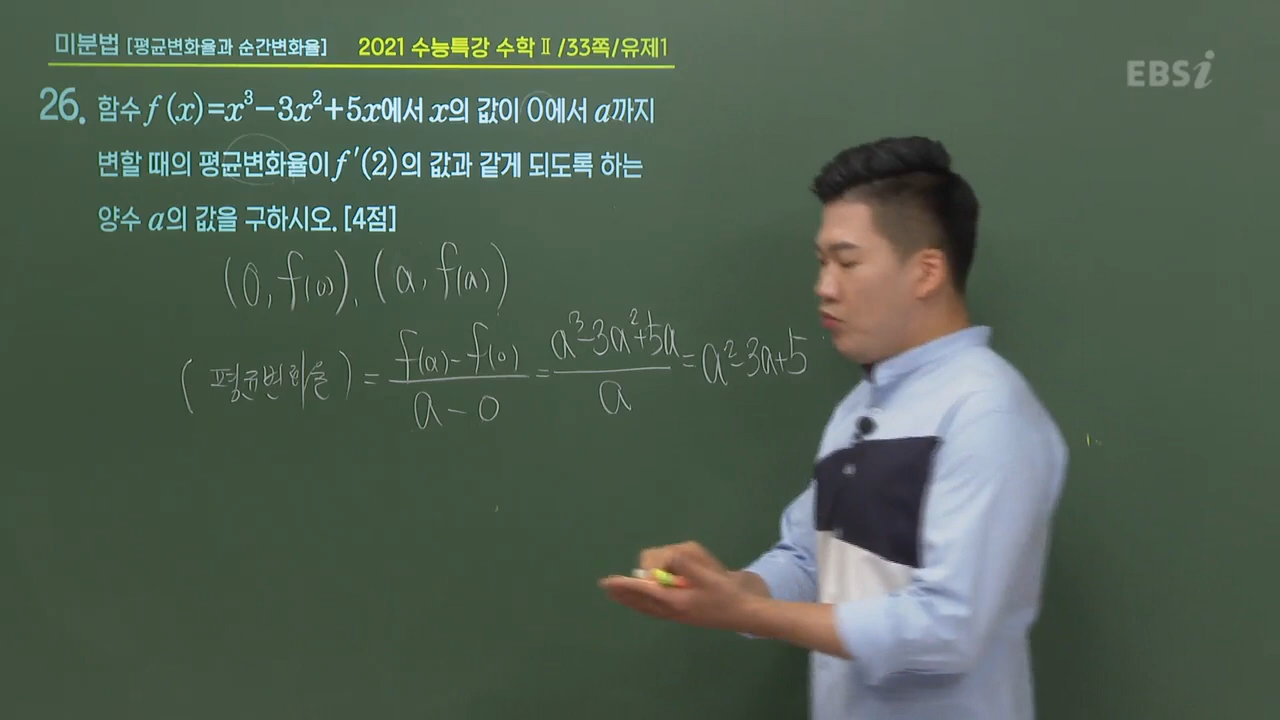 미분법 [평균변화율과 순간변화율] 2021 수능특강 수학Ⅱ/33쪽/유제1
EBSi
26. 함수 f(x)=x³-3x²+5x에서 x의 값이 0에서 a까지
변할 때의 평균변화율이 f'(2)의 값과 같게 되도록 하는
양수 a의 값을 구하시오. [4점]
(0, f(0)), (a, f(a))
(평균변화율) = f(a)-f(0) / a-0 = a³-3a²+5a / a = a²-3a+5